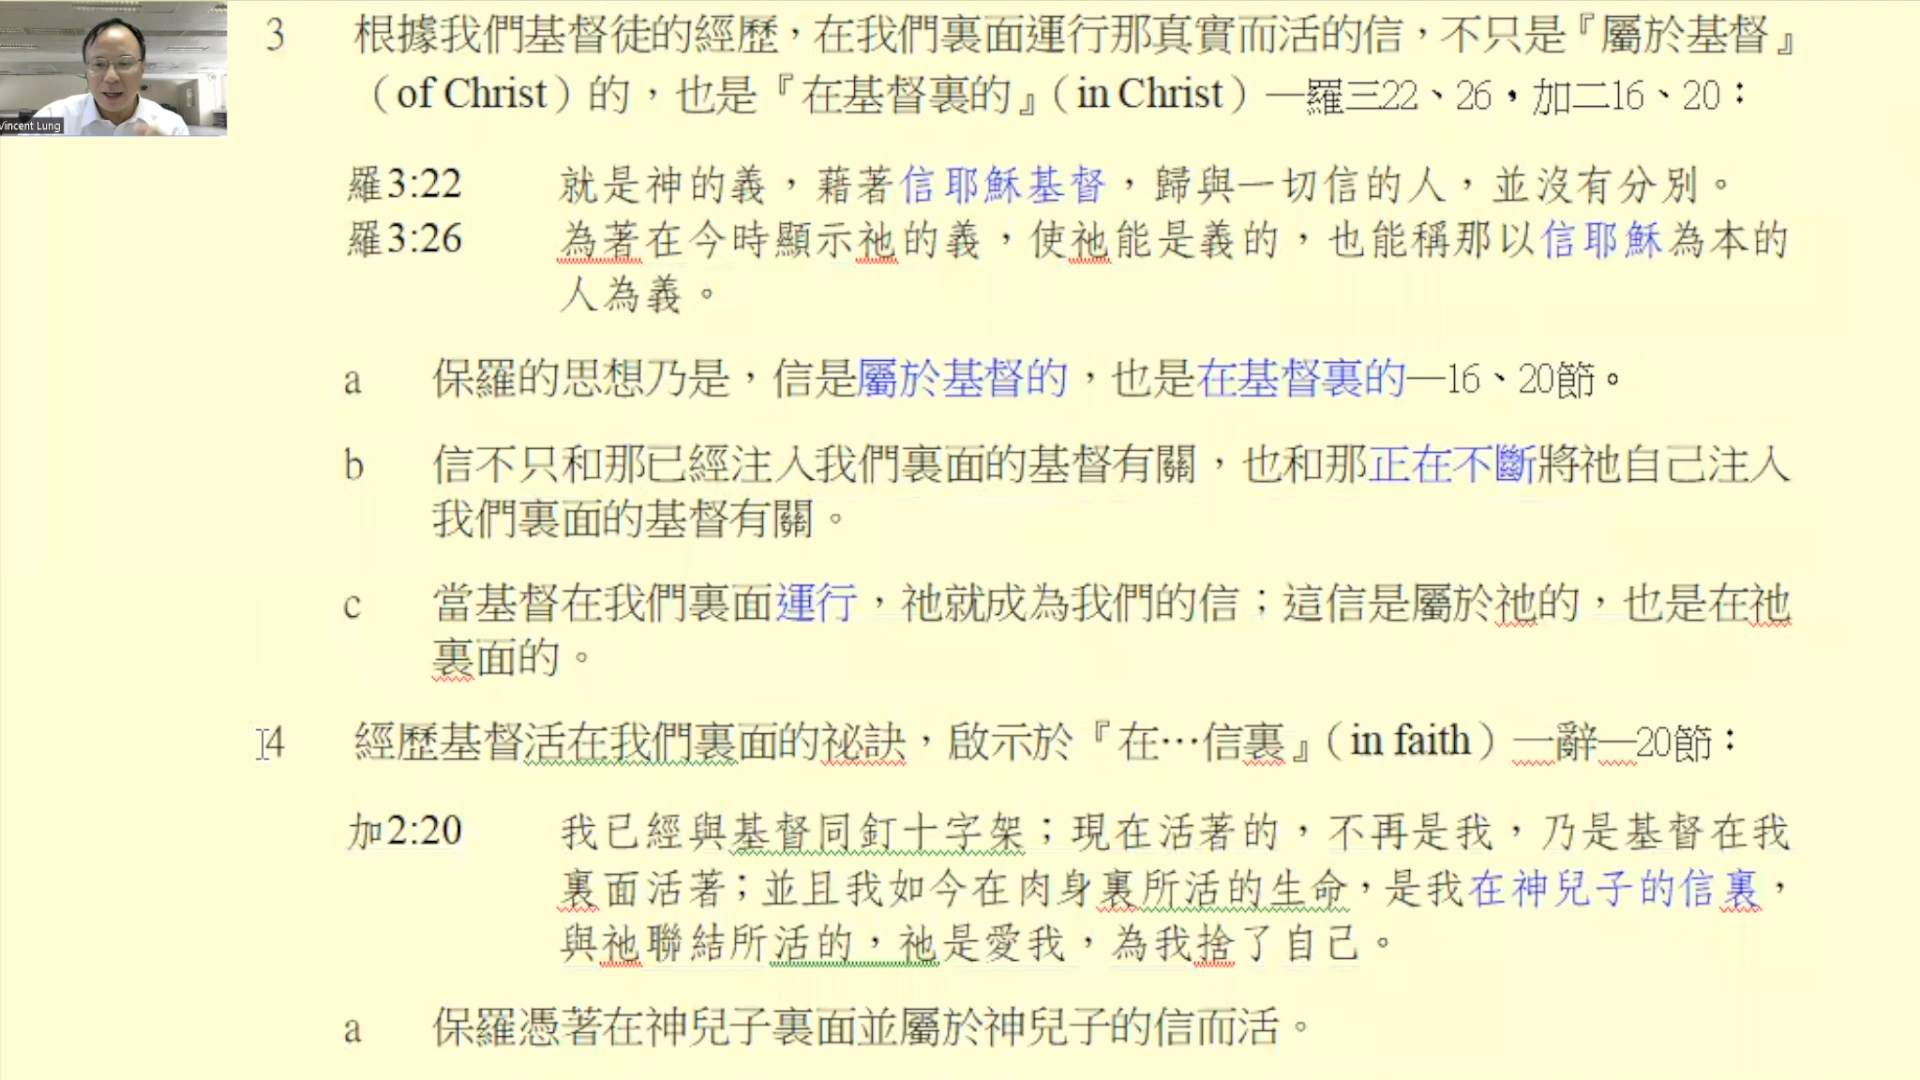 Vincent Lung
3 根據我們基督徒的經歷，在我們裏面運行那真實而活的信，不只是『屬於基督』
（of Christ）的，也是『在基督裏的』（in Christ）—羅三22、26，加二16、20：
羅3:22 就是神的義，藉著信耶穌基督，歸與一切信的人，並沒有分別。
羅3:26 為著在今時顯示祂的義，使祂能是義的，也能稱那以信耶穌為本的
人為義。
a 保羅的思想乃是，信是屬於基督的，也是在基督裏的—16、20節。
b 信不只和那已經注入我們裏面的基督有關，也和那正在不斷將祂自己注入
我們裏面的基督有關。
c 當基督在我們裏面運行，祂就成為我們的信；這信是屬於祂的，也是在祂
裏面的。
4 經歷基督活在我們裏面的祕訣，啟示於『在…信裏』（in faith）一辭—20節：
加2:20 我已經與基督同釘十字架；現在活著的，不再是我，乃是基督在我
裏面活著；並且我如今在肉身裏所活的生命，是我在神兒子的信裏，
與祂聯結所活的，祂是愛我，為我捨了自己。
a 保羅憑著在神兒子裏面並屬於神兒子的信而活。